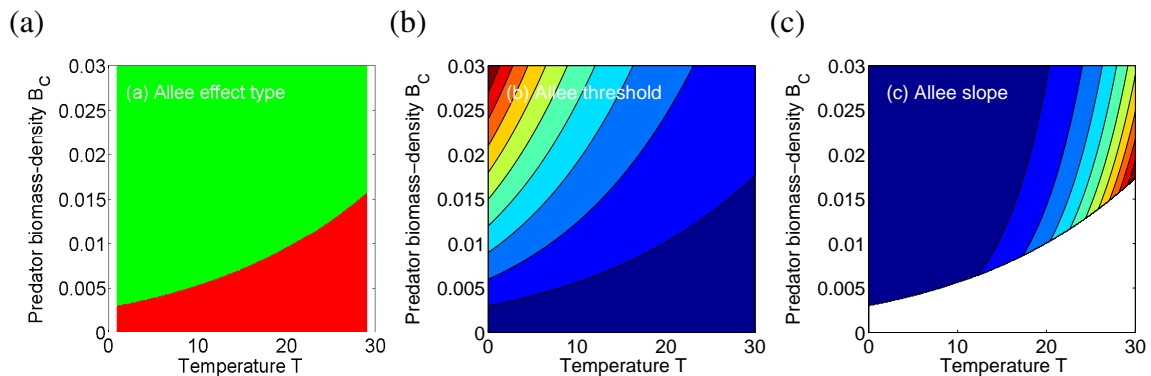 (a)
(b)
(c)
Predator biomass-density B_C
0.03
0.025
0.02
0.015
0.01
0.005
0
(a) Allee effect type
0
10
20
30
Temperature T
Predator biomass–density B_C
0.03
0.025
0.02
0.015
0.01
0.005
0
(b) Allee threshold
0
10
20
30
Temperature T
Predator biomass–density B_C
0.03
0.025
0.02
0.015
0.01
0.005
0
(c) Allee slope
0
10
20
30
Temperature T